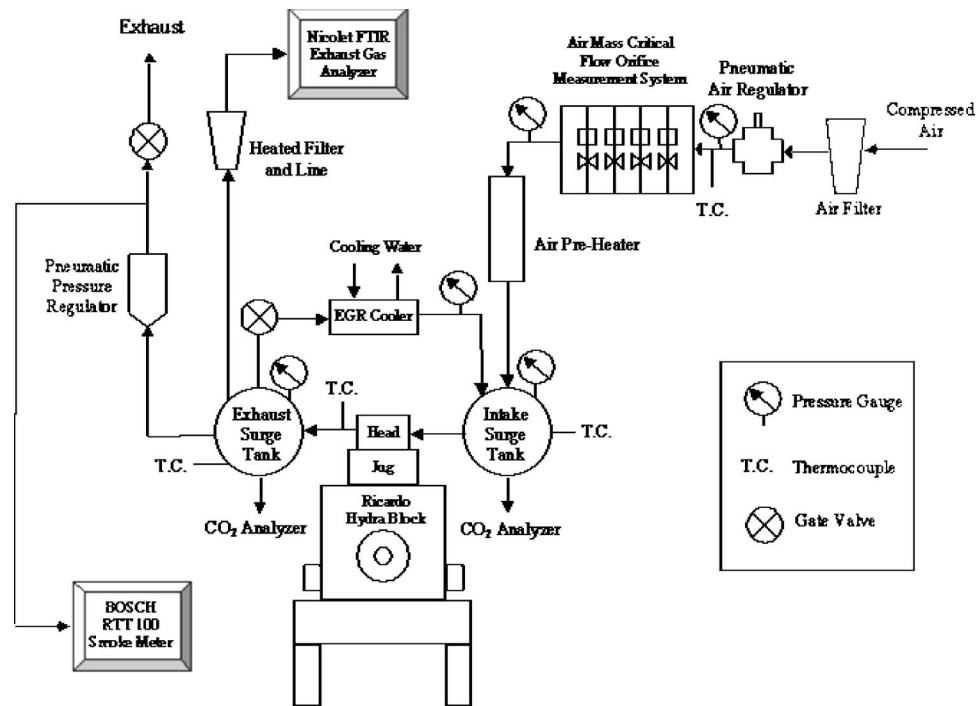 Exhaust
Nicolet FTIR
Exhaust Gas
Analyzer
Air Mass Critical
Flow Orifice
Measurement System
Pneumatic
Air Regulator
Compressed
Air
Heated Filter
and Line
T.C.
Air Filter
Air Pre-Heater
Cooling Water
Pneumatic
Pressure
Regulator
EGR Cooler
Exhaust
Surge
Tank
T.C.
Head
Jug
Intake
Surge
Tank
T.C.
T.C.
CO₂ Analyzer
Ricardo
Hydra Block
CO₂ Analyzer
Pressure Gauge
T.C. Thermocouple
Gate Valve
BOSCH
RTT 100
Smoke Meter